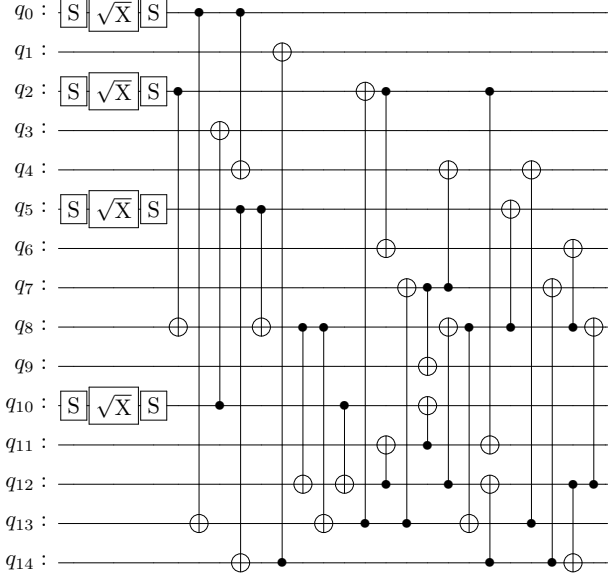 q0 : S √X S
q1 :
q2 : S √X S
q3 :
q4 :
q5 : S √X S
q6 :
q7 :
q8 :
q9 :
q10 : S √X S
q11 :
q12 :
q13 :
q14 :